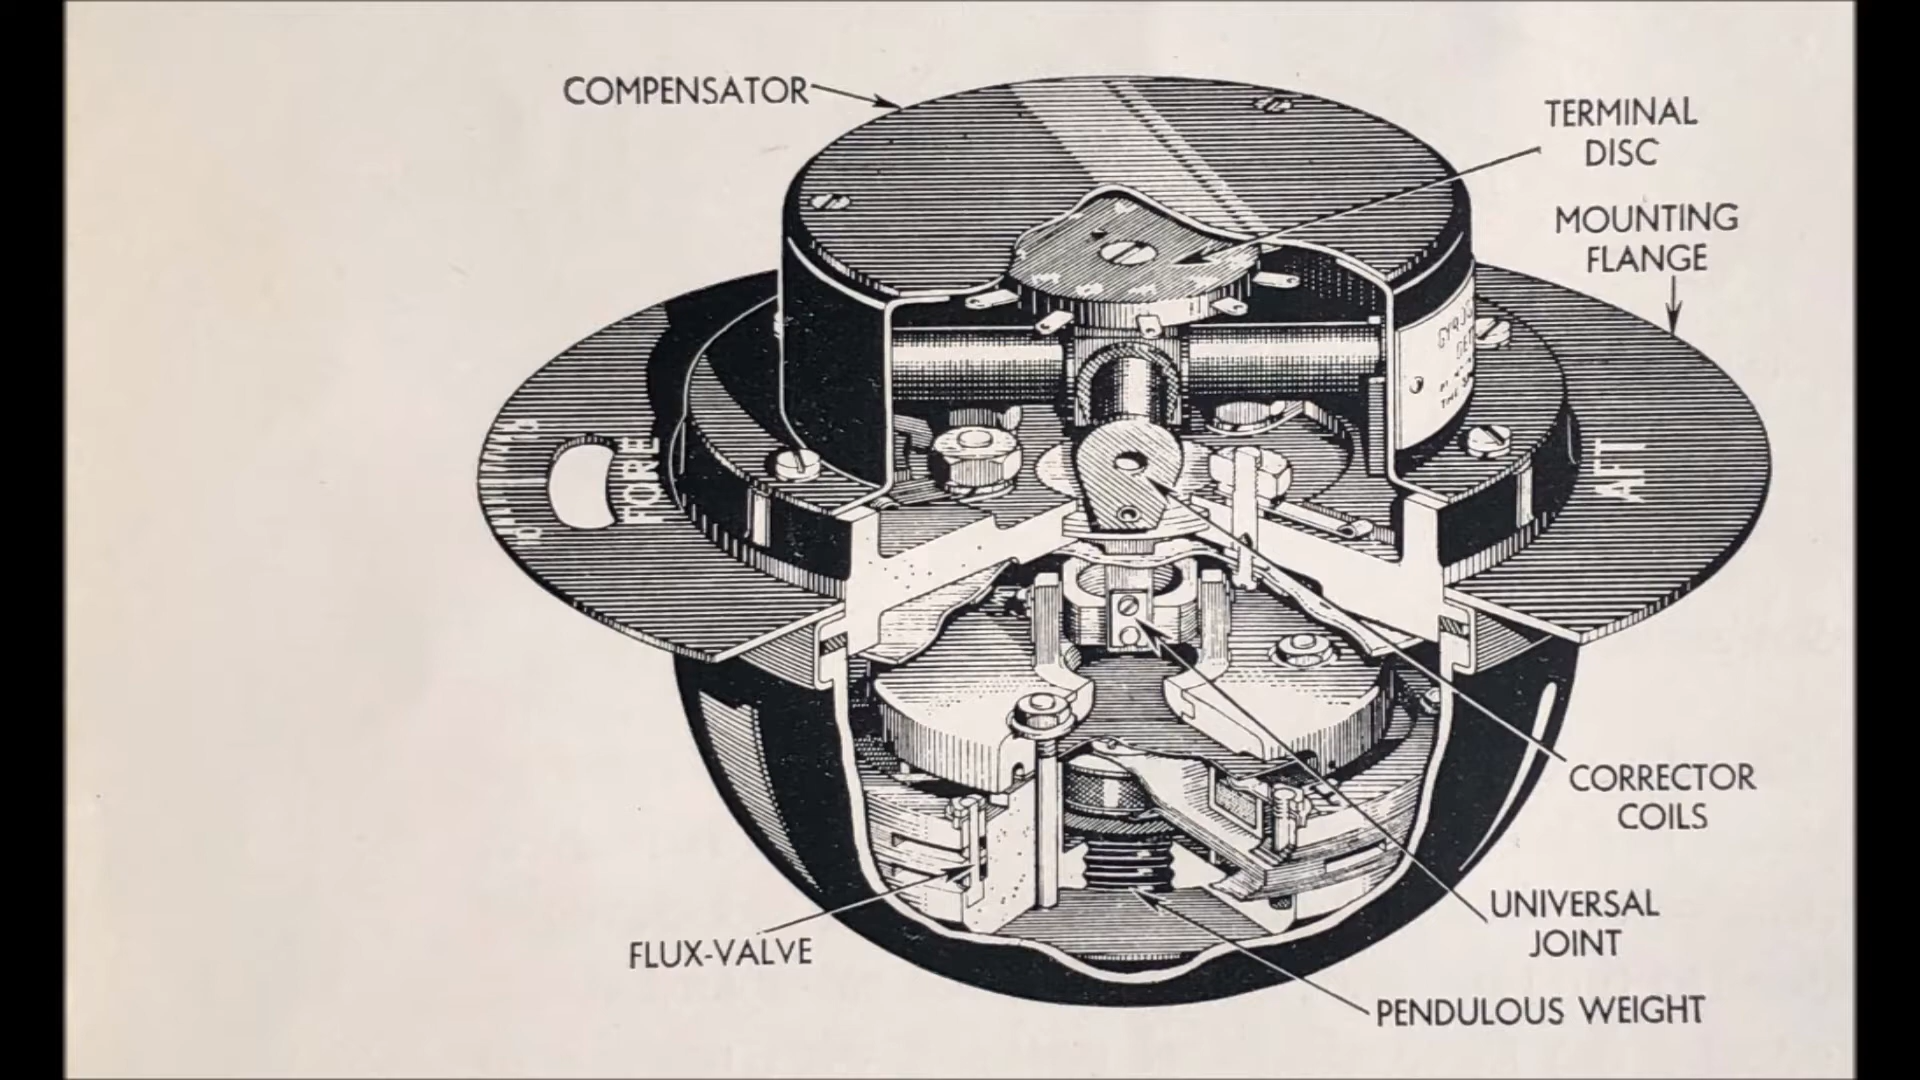 COMPENSATOR
TERMINAL
DISC
MOUNTING
FLANGE
FORE
AFT
CORRECTOR
COILS
UNIVERSAL
JOINT
FLUX-VALVE
PENDULOUS WEIGHT